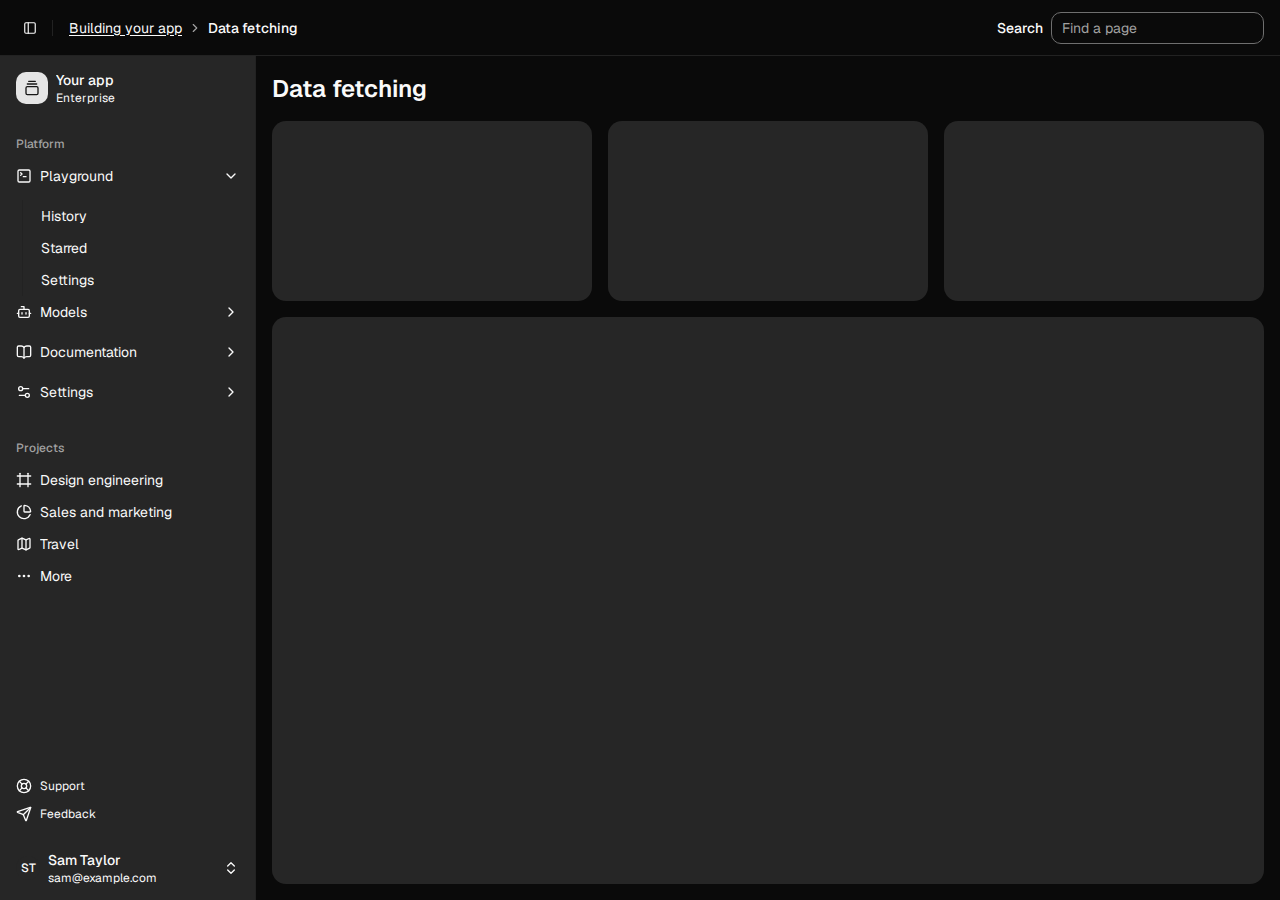 Building your app
Data fetching
Search
Find a page
Your app
Enterprise
Platform
Playground
History
Starred
Settings
Models
Documentation
Settings
Projects
Design engineering
Sales and marketing
Travel
More
Support
Feedback
ST
Sam Taylor
sam@example.com
Data fetching